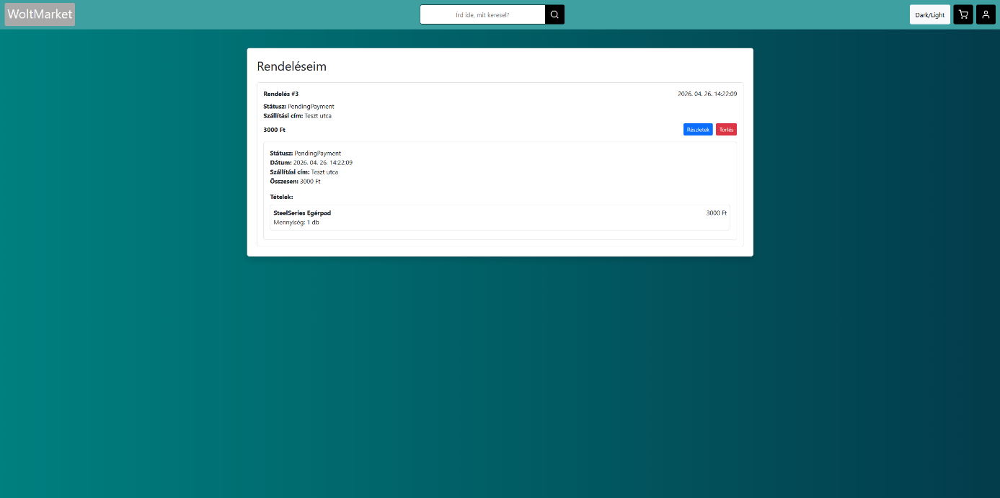 WoltMarket
Írd ide, mit keresel?
Dark/Light
Rendeléseim
Rendelés #3
2026. 04. 26. 14:22:09
Státusz: PendingPayment
Szállítási cím: Teszt utca
3000 Ft
Részletek
Torlés
Státusz: PendingPayment
Dátum: 2026. 04. 26. 14:22:09
Szállítási cím: Teszt utca
Összesen: 3000 Ft
Tételek:
SteelSeries Egérpad
3000 Ft
Mennyiség: 1 db